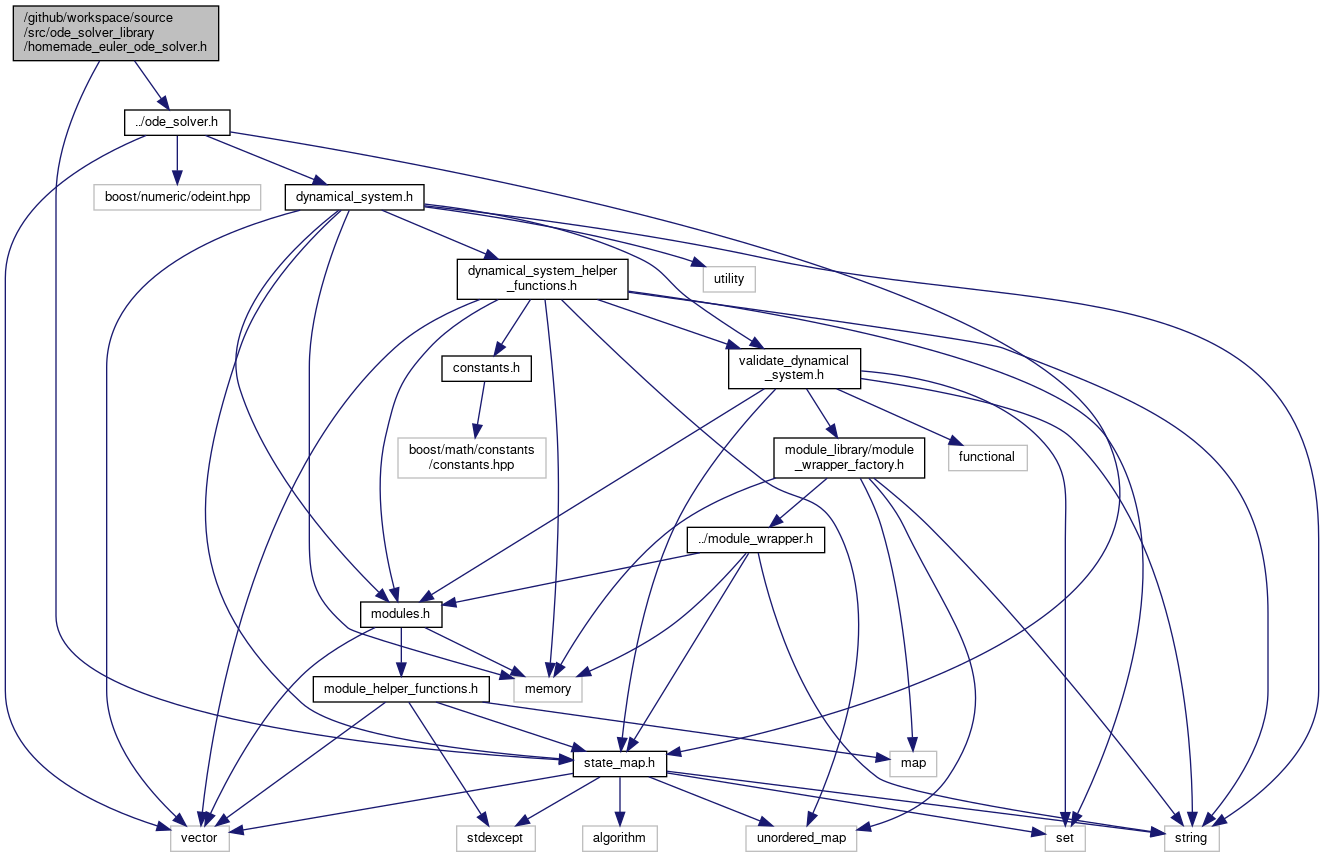 /github/workspace/source
/src/ode_solver_library
/homemade_euler_ode_solver.h
../ode_solver.h
boost/numeric/odeint.hpp
dynamical_system.h
dynamical_system_helper
_functions.h
utility
constants.h
validate_dynamical
_system.h
boost/math/constants
/constants.hpp
module_library/module
_wrapper_factory.h
functional
../module_wrapper.h
modules.h
module_helper_functions.h
memory
state_map.h
map
vector
stdexcept
algorithm
unordered_map
set
string